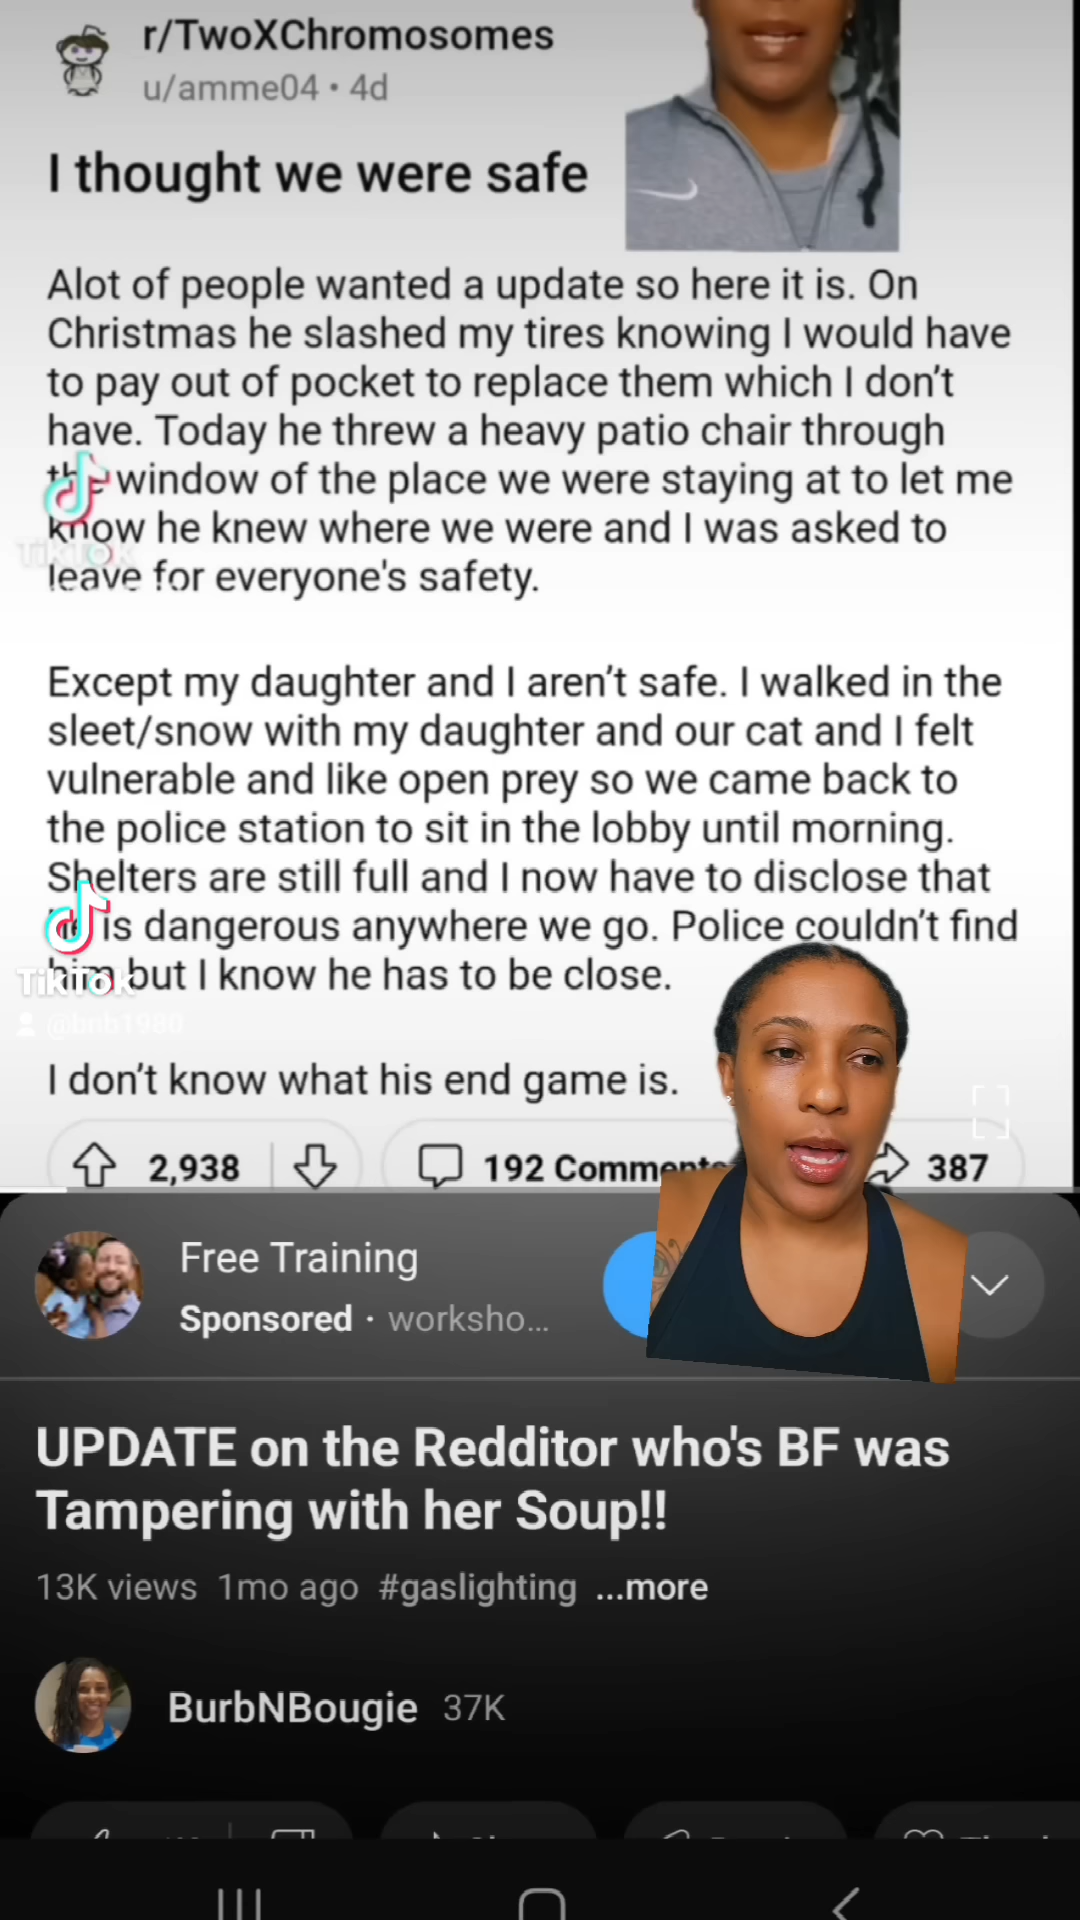 r/TwoXChromosomes
u/amme04 • 4d
I thought we were safe
Alot of people wanted a update so here it is. On
Christmas he slashed my tires knowing I would have
to pay out of pocket to replace them which I don't
have. Today he threw a heavy patio chair through
the window of the place we were staying at to let me
know he knew where we were and I was asked to
leave for everyone's safety.
TikTok
Except my daughter and I aren't safe. I walked in the
sleet/snow with my daughter and our cat and I felt
vulnerable and like open prey so we came back to
the police station to sit in the lobby until morning.
Shelters are still full and I now have to disclose that
he is dangerous anywhere we go. Police couldn't find
him but I know he has to be close.
TikTok
@bnb1980
I don't know what his end game is.
2,938
192 Comments
387
Free Training
Sponsored · worksho...
UPDATE on the Redditor who's BF was
Tampering with her Soup!!
13K views 1mo ago #gaslighting ...more
BurbNBougie 37K